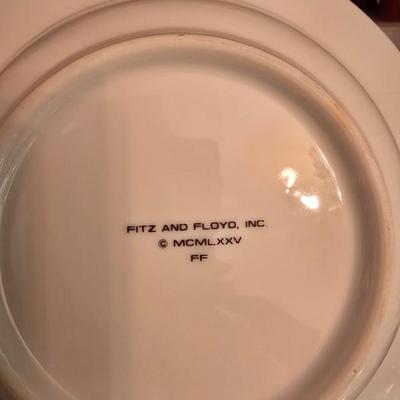 FITZ AND FLOYD, INC.
© MCMLXXV
FF